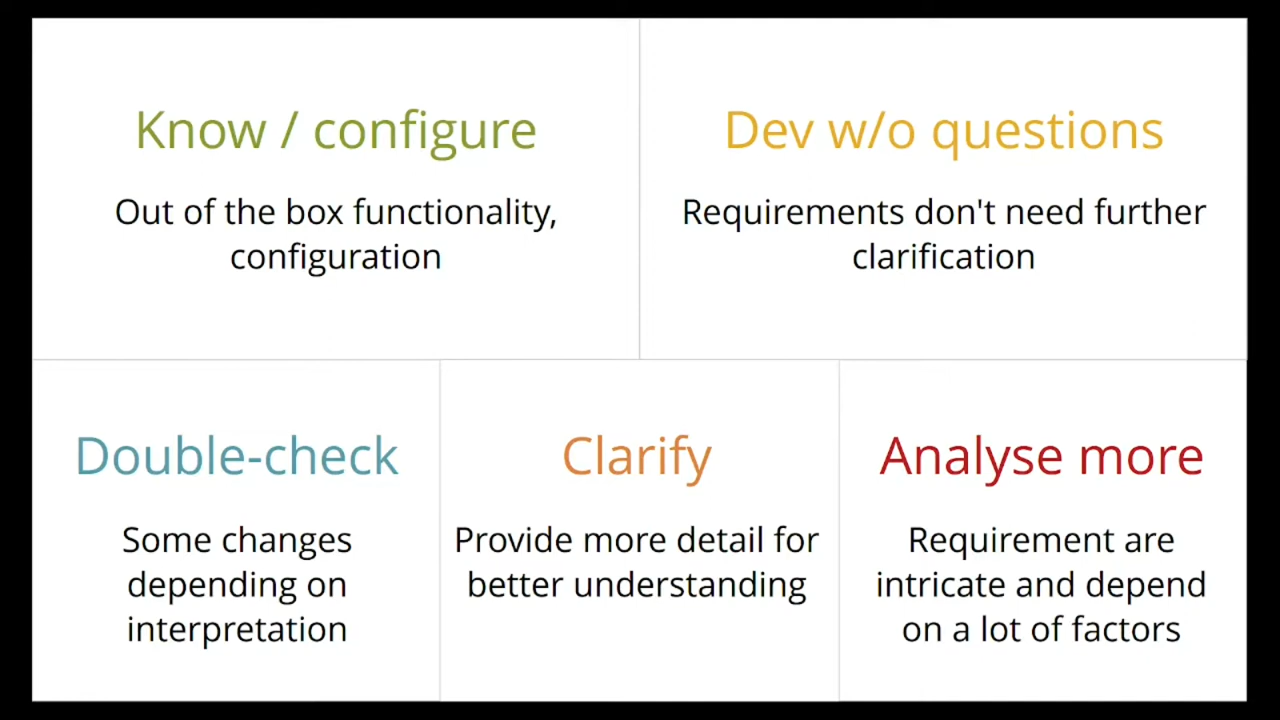 Know / configure
Out of the box functionality,
configuration
Dev w/o questions
Requirements don't need further
clarification
Double-check
Some changes
depending on
interpretation
Clarify
Provide more detail for
better understanding
Analyse more
Requirement are
intricate and depend
on a lot of factors